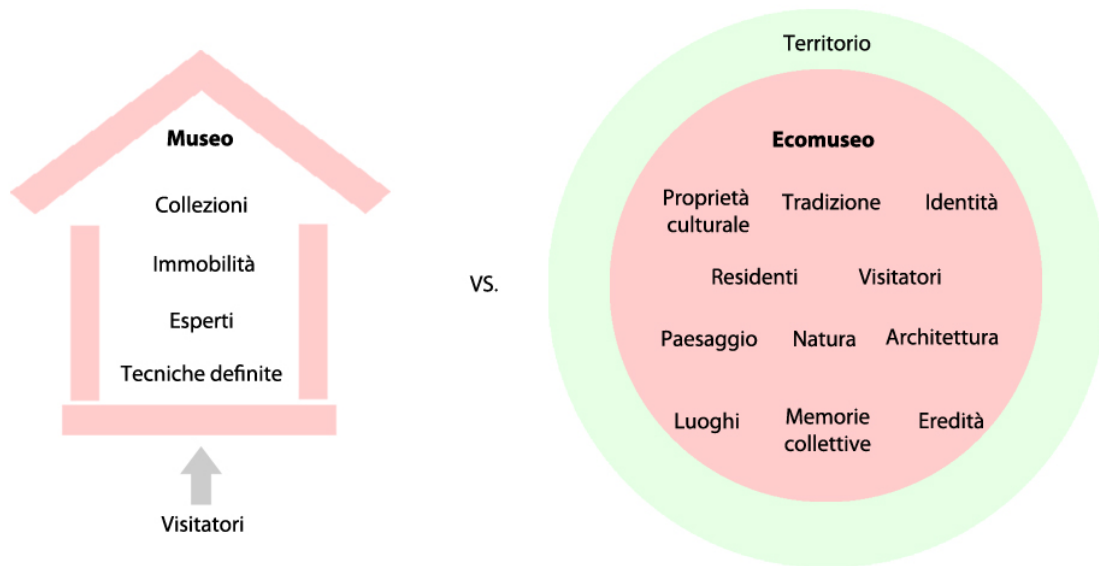 Museo
Collezioni
Immobilità
Esperti
Tecniche definite
Visitatori
VS.
Territorio
Ecomuseo
Proprietà
culturale
Tradizione
Identità
Residenti
Visitatori
Paesaggio
Natura
Architettura
Luoghi
Memorie
collettive
Eredità